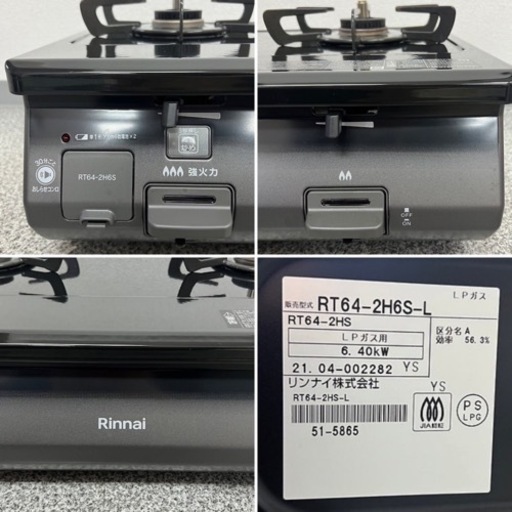 RT64-2H6S
強火力
OFF
ON
Rinnai
LPガス
販売型式 RT64-2H6S-L
RT64-2HS
LPガス用
6.40kW
区分名 A
効率 56.3%
21.04-002282 YS
リンナイ株式会社
YS
RT64-2HS-L
51-5865
JIA
PS
LPG